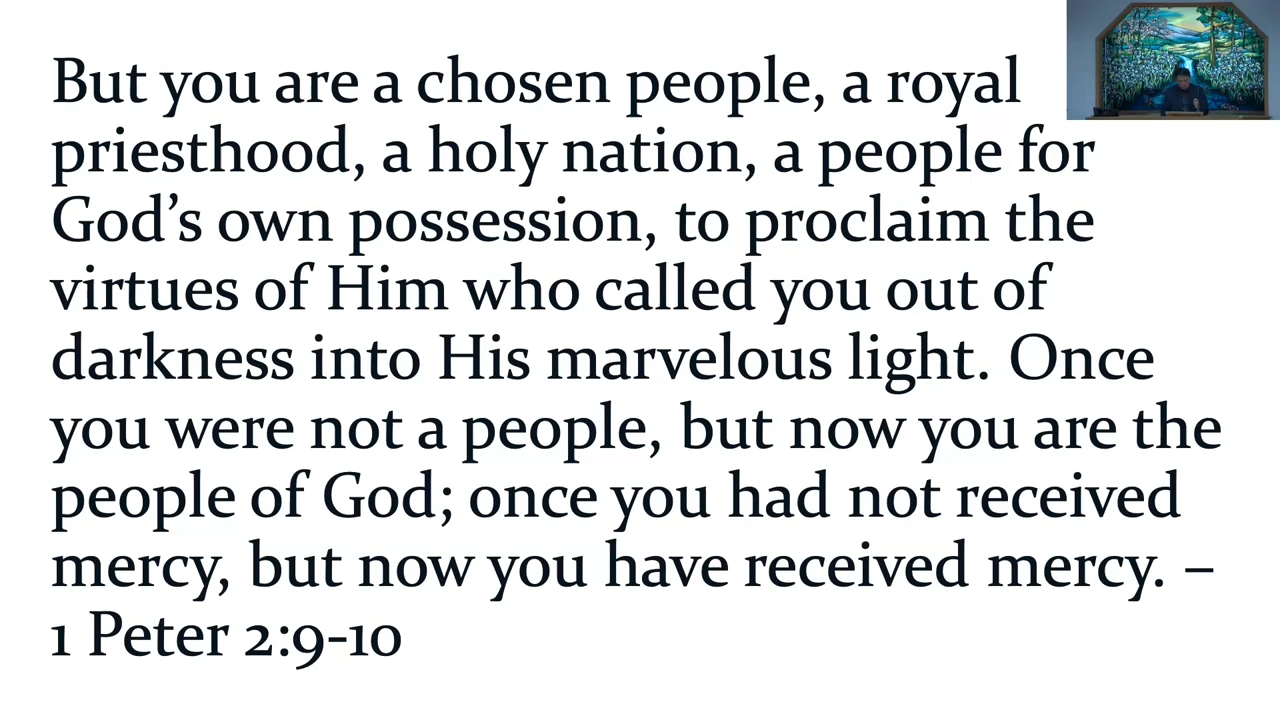 But you are a chosen people, a royal
priesthood, a holy nation, a people for
God’s own possession, to proclaim the
virtues of Him who called you out of
darkness into His marvelous light. Once
you were not a people, but now you are the
people of God; once you had not received
mercy, but now you have received mercy. –
1 Peter 2:9-10